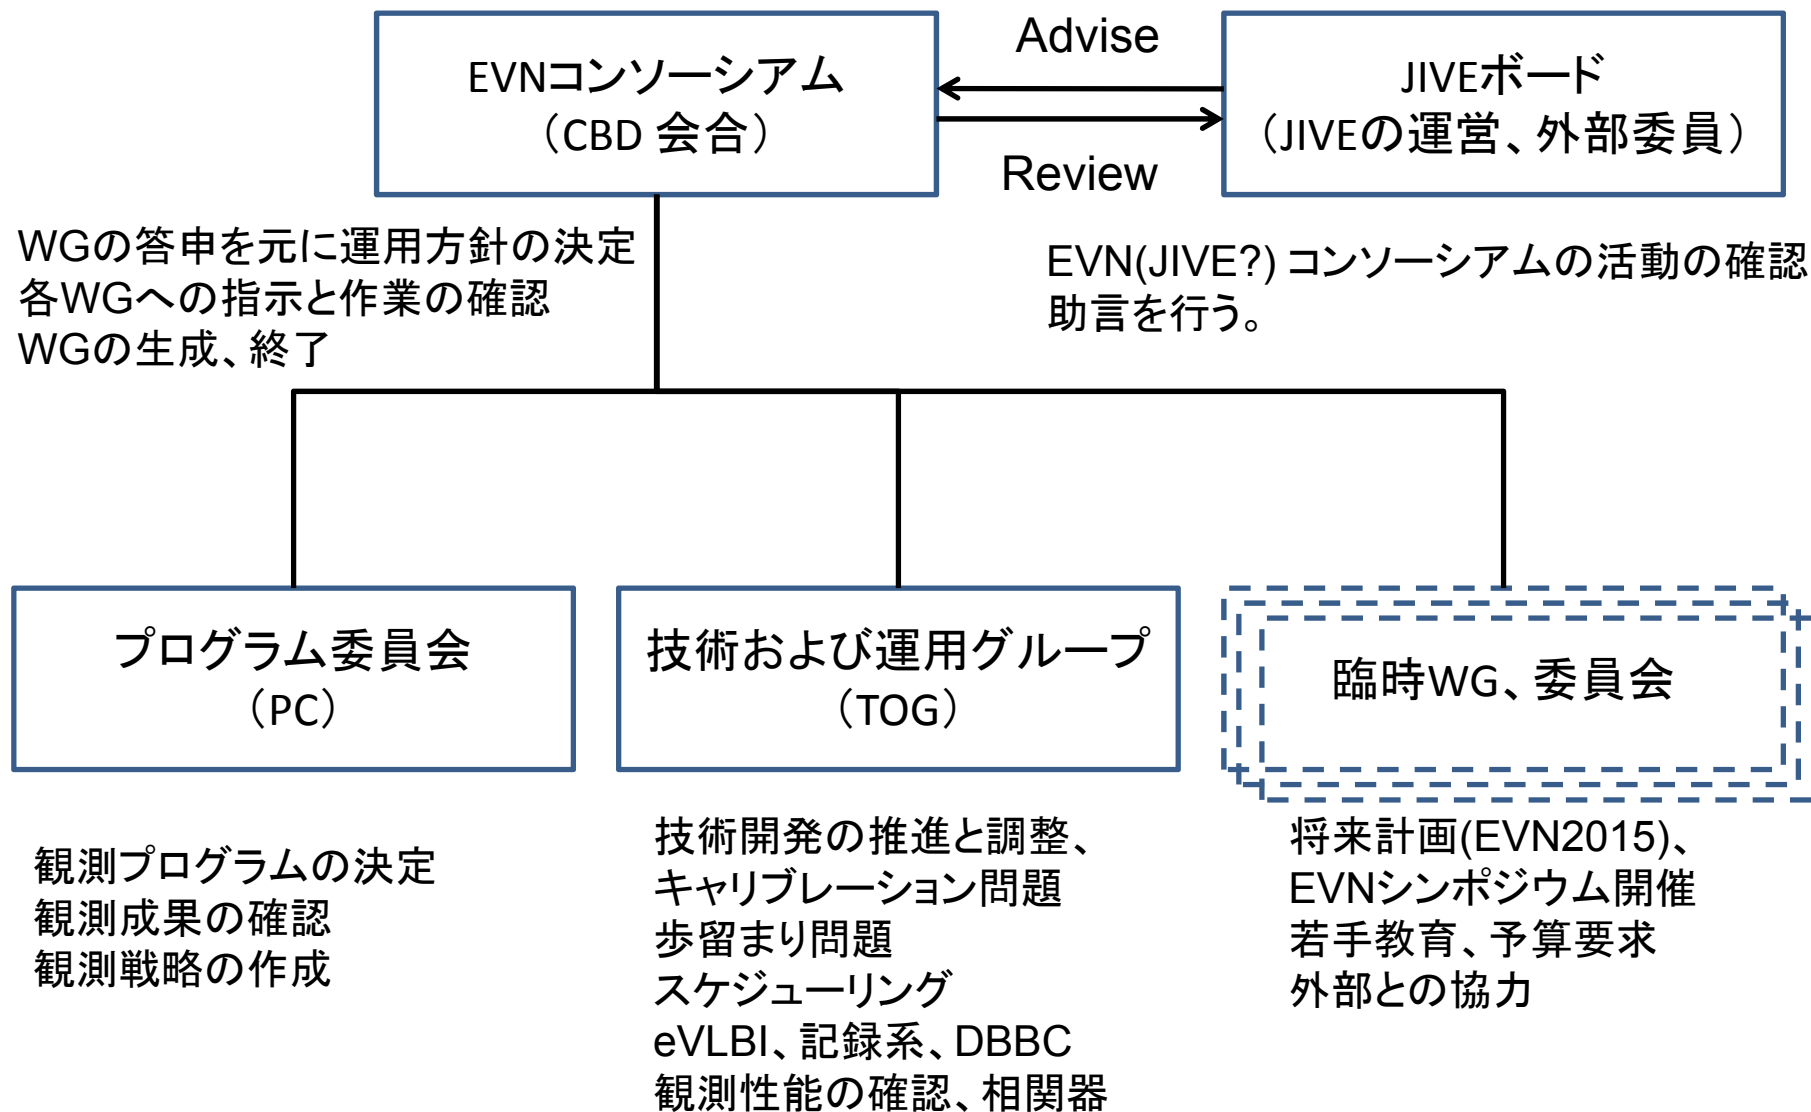 EVNコンソーシアム
（CBD 会合）
Advise
Review
JIVEボード
（JIVEの運営、外部委員）
WGの答申を元に運用方針の決定
各WGへの指示と作業の確認
WGの生成、終了
EVN(JIVE?) コンソーシアムの活動の確認
助言を行う。
プログラム委員会
（PC）
技術および運用グループ
（TOG）
臨時WG、委員会
観測プログラムの決定
観測成果の確認
観測戦略の作成
技術開発の推進と調整、
キャリブレーション問題
歩留まり問題
スケジューリング
eVLBI、記録系、DBBC
観測性能の確認、相関器
将来計画(EVN2015)、
EVNシンポジウム開催
若手教育、予算要求
外部との協力